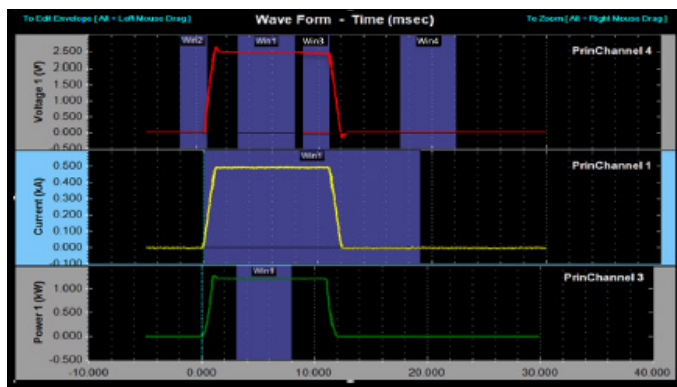 To Edit Envelope [ Alt + Left Mouse Drag ] Wave Form - Time (msec) To Zoom [ Alt + Right Mouse Drag ]
Win2 Win1 Win3 Win4
PrinChannel 4
Voltage 1 (V)
2.500
2.000
1.500
1.000
0.500
0.000
-0.500
Win1
PrinChannel 1
Current (kA)
0.500
0.400
0.300
0.200
0.100
0.000
-0.100
Win1
PrinChannel 3
Power 1 (kW)
1.000
0.500
0.000
-0.500
-10.000 0.000 10.000 20.000 30.000 40.000